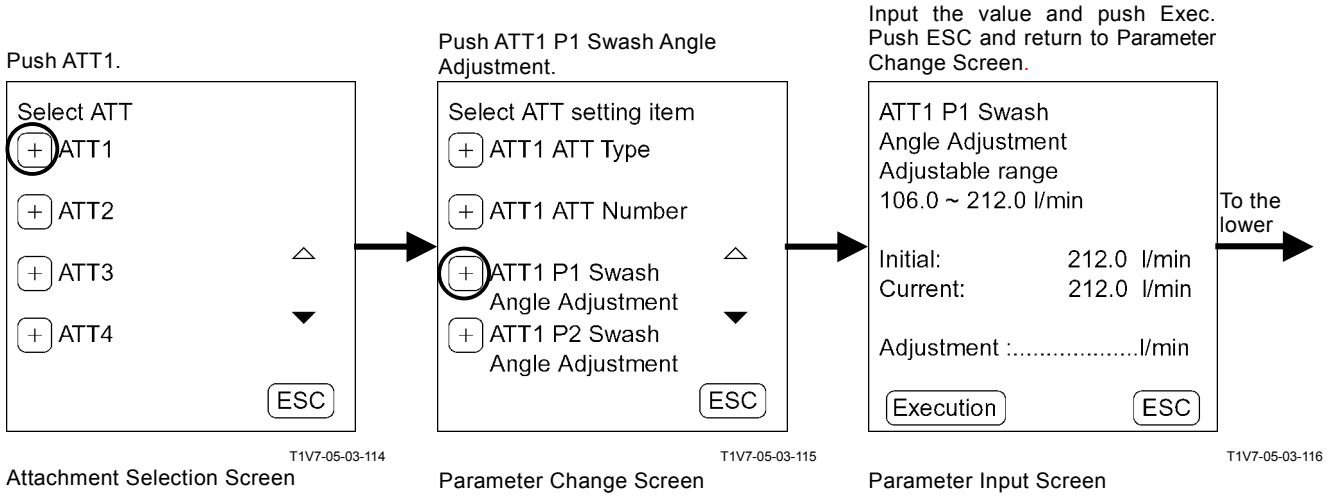 Push ATT1.
Select ATT
+ ATT1
+ ATT2
+ ATT3
+ ATT4
ESC
T1V7-05-03-114
Attachment Selection Screen
Push ATT1 P1 Swash Angle
Adjustment.
Select ATT setting item
+ ATT1 ATT Type
+ ATT1 ATT Number
+ ATT1 P1 Swash
Angle Adjustment
+ ATT1 P2 Swash
Angle Adjustment
ESC
T1V7-05-03-115
Parameter Change Screen
Input the value and push Exec.
Push ESC and return to Parameter
Change Screen.
ATT1 P1 Swash
Angle Adjustment
Adjustable range
106.0 ~ 212.0 l/min
Initial: 212.0 l/min
Current: 212.0 l/min
Adjustment :...................l/min
Execution ESC
T1V7-05-03-116
Parameter Input Screen
To the
lower